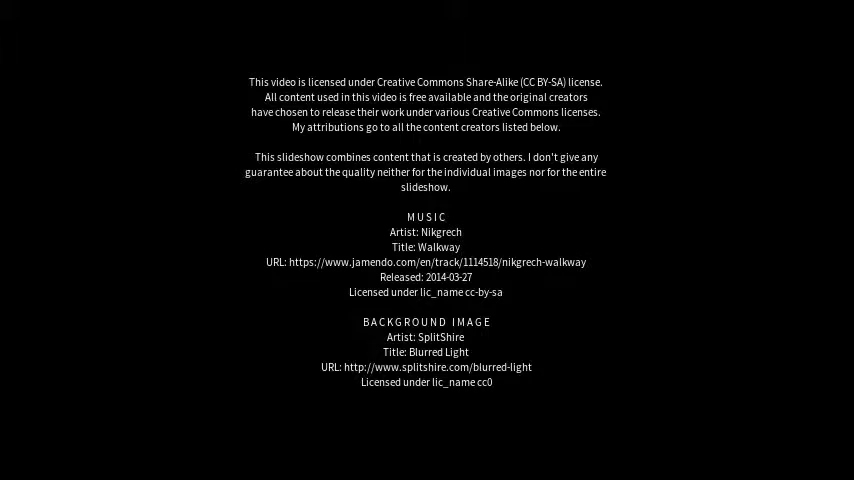 This video is licensed under Creative Commons Share-Alike (CC BY-SA) license.
All content used in this video is free available and the original creators
have chosen to release their work under various Creative Commons licenses.
My attributions go to all the content creators listed below.
This slideshow combines content that is created by others. I don't give any
guarantee about the quality neither for the individual images nor for the entire
slideshow.
MUSIC
Artist: Nikgrech
Title: Walkway
URL: https://www.jamendo.com/en/track/1114518/nikgrech-walkway
Released: 2014-03-27
Licensed under lic_name cc-by-sa
BACKGROUND IMAGE
Artist: SplitShire
Title: Blurred Light
URL: http://www.splitshire.com/blurred-light
Licensed under lic_name cc0